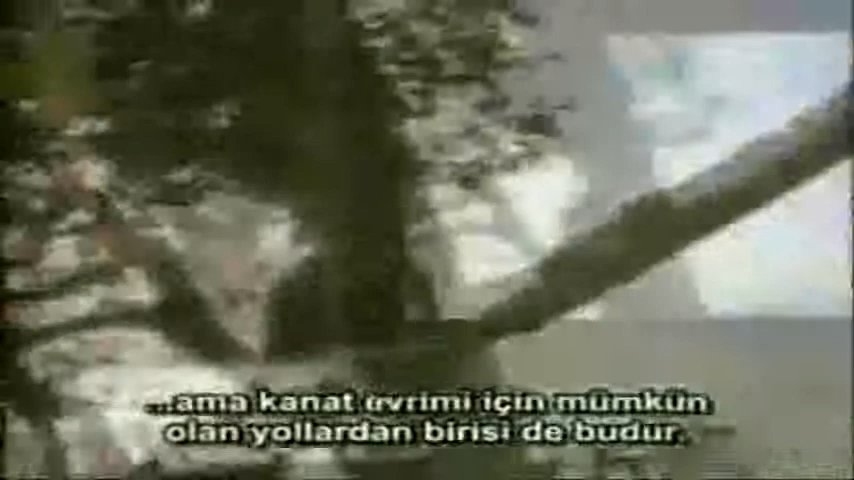 ...ama kanat evrimi için mümkün
olan yollardan birisi de budur.